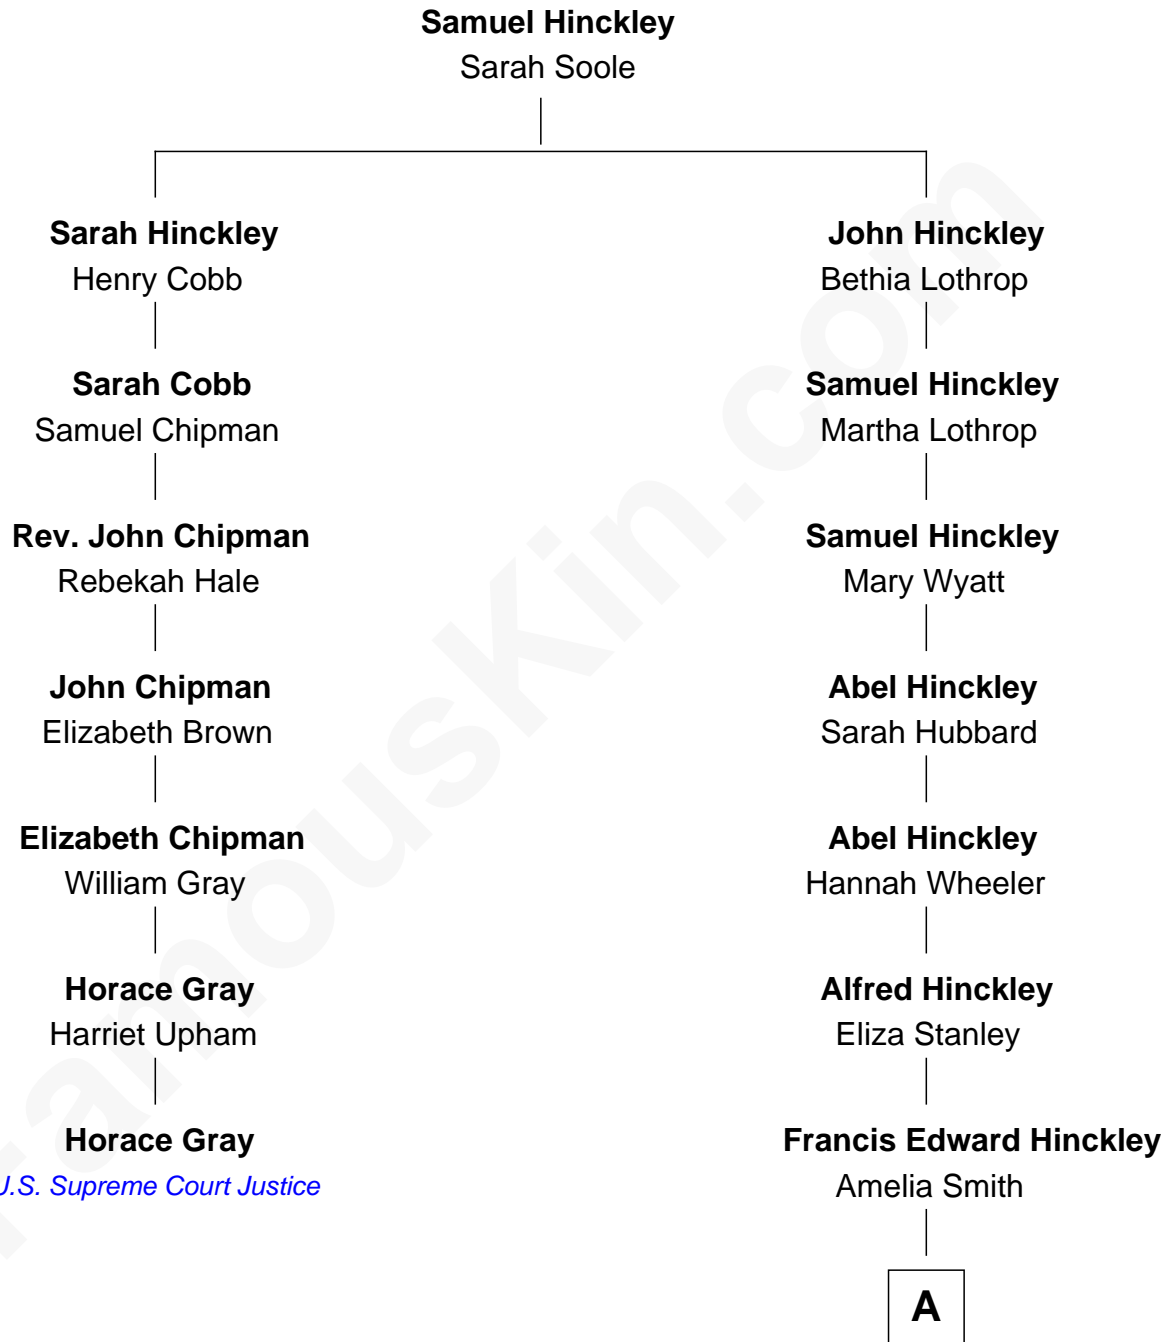 Samuel Hinckley
Sarah Soole
Sarah Hinckley
Henry Cobb
Sarah Cobb
Samuel Chipman
Rev. John Chipman
Rebekah Hale
John Chipman
Elizabeth Brown
Elizabeth Chipman
William Gray
Horace Gray
Harriet Upham
Horace Gray
U.S. Supreme Court Justice
John Hinckley
Bethia Lothrop
Samuel Hinckley
Martha Lothrop
Samuel Hinckley
Mary Wyatt
Abel Hinckley
Sarah Hubbard
Abel Hinckley
Hannah Wheeler
Alfred Hinckley
Eliza Stanley
Francis Edward Hinckley
Amelia Smith
A
FamousKin.com